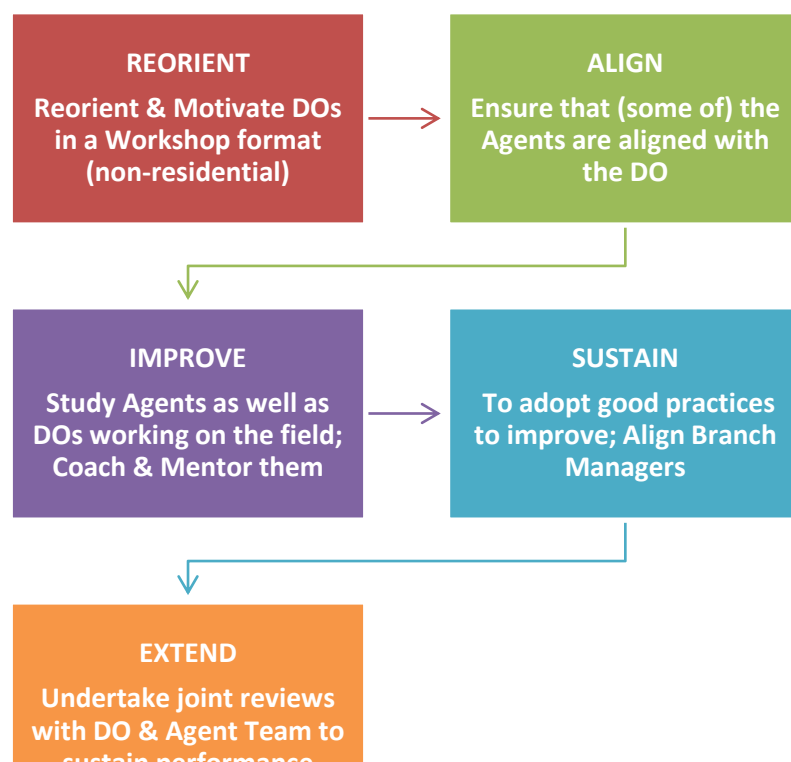 REORIENT
Reorient & Motivate DOs
in a Workshop format
(non-residential)
ALIGN
Ensure that (some of) the
Agents are aligned with
the DO
IMPROVE
Study Agents as well as
DOs working on the field;
Coach & Mentor them
SUSTAIN
To adopt good practices
to improve; Align Branch
Managers
EXTEND
Undertake joint reviews
with DO & Agent Team to
sustain performance